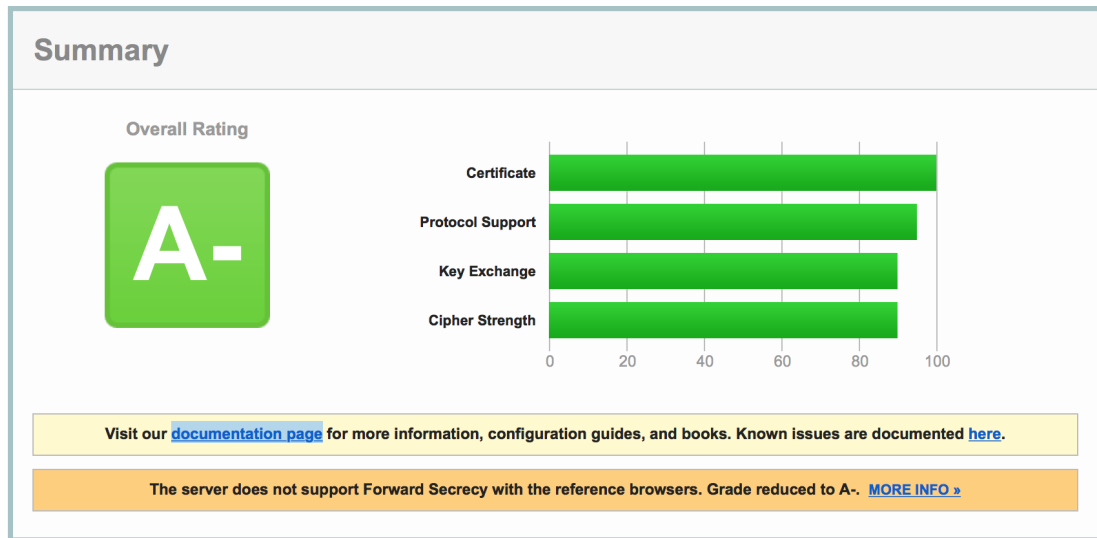 Summary
Overall Rating
A-
Certificate
Protocol Support
Key Exchange
Cipher Strength
0 20 40 60 80 100
Visit our documentation page for more information, configuration guides, and books. Known issues are documented here.
The server does not support Forward Secrecy with the reference browsers. Grade reduced to A-. MORE INFO »